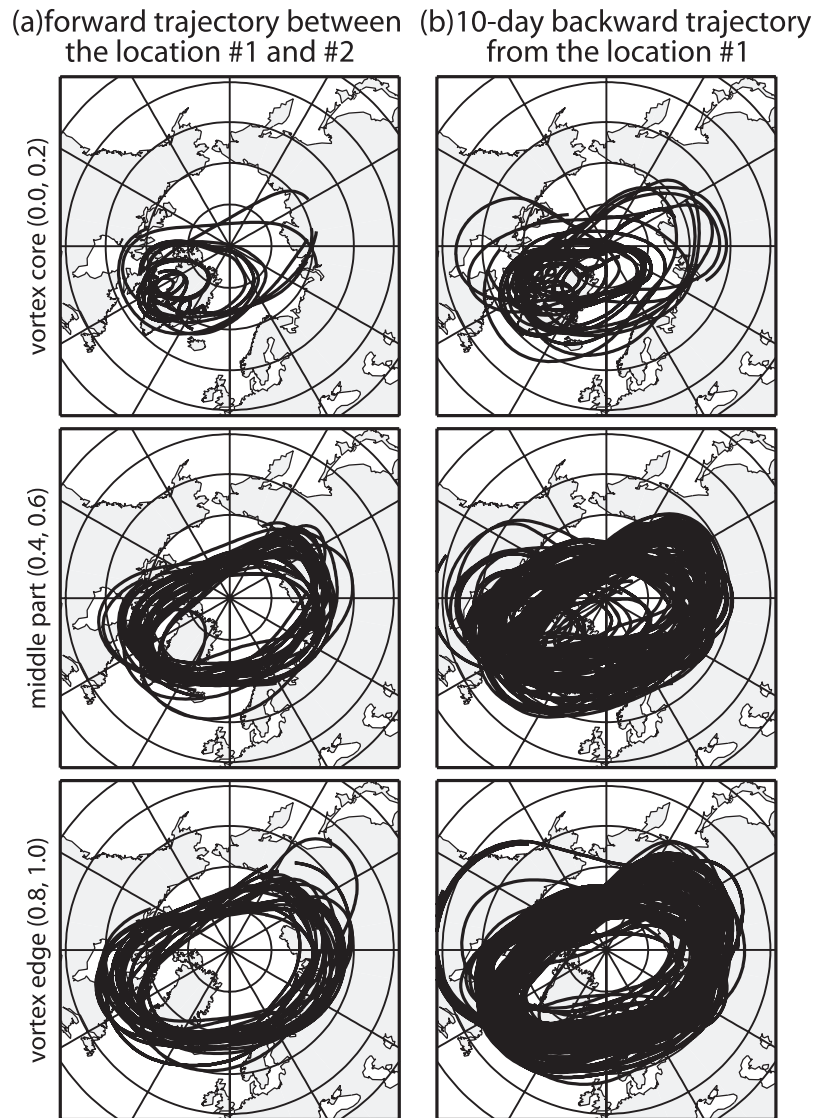 (a)forward trajectory between
the location #1 and #2
(b)10-day backward trajectory
from the location #1
vortex core (0.0, 0.2)
middle part (0.4, 0.6)
vortex edge (0.8, 1.0)